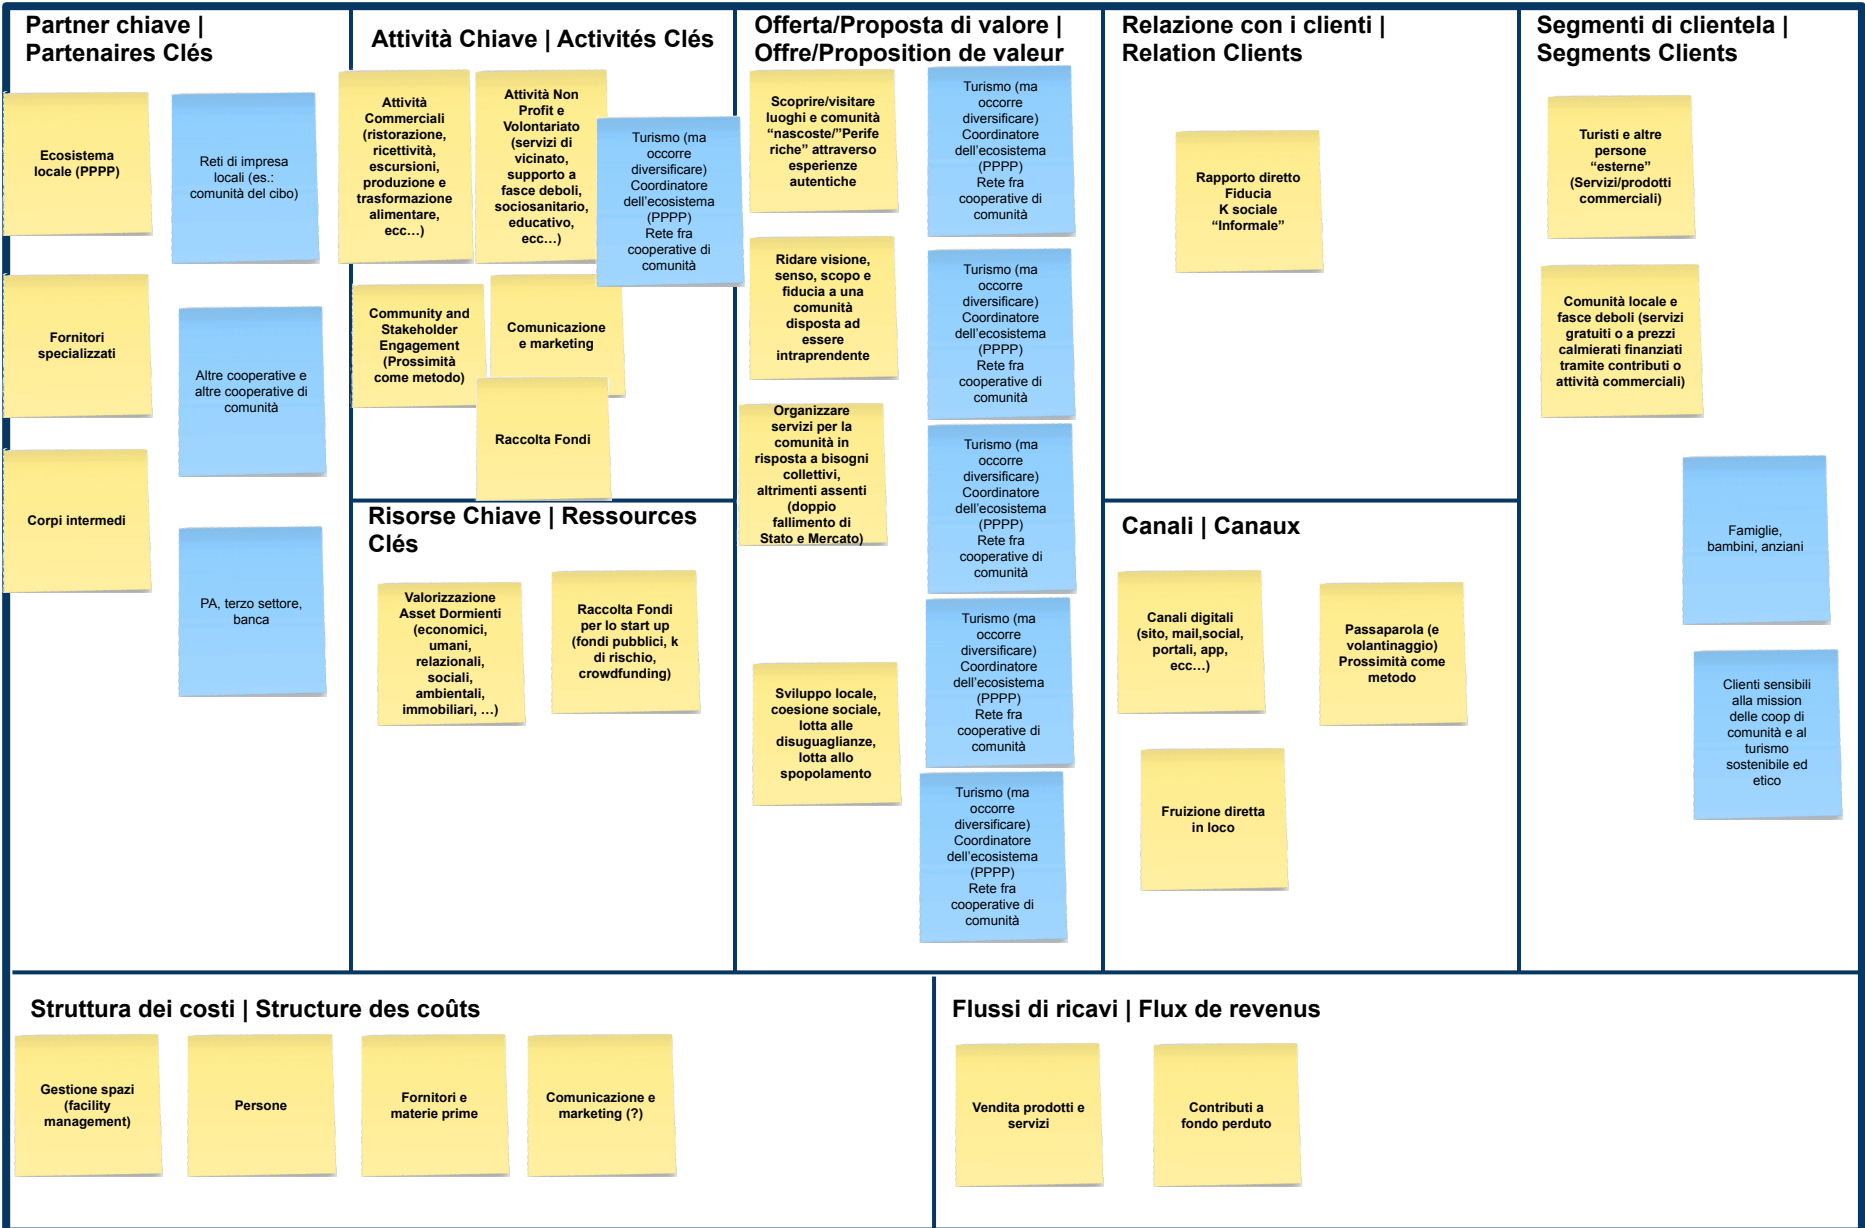 Partner chiave |
Partenaires Clés
Ecosistema
locale (PPPP)
Reti di impresa
locali (es.:
comunità del cibo)
Fornitori
specializzati
Altre cooperative e
altre cooperative di
comunità
Corpi intermedi
PA, terzo settore,
banca
Attività Chiave | Activités Clés
Attività
Commerciali
(ristorazione,
ricettività,
escursioni,
produzione e
trasformazione
alimentare,
ecc…)
Attività Non
Profit e
Volontariato
(servizi di
vicinato,
supporto a
fasce deboli,
sociosanitario,
educativo,
ecc…)
Turismo (ma
occorre
diversificare)
Coordinatore
dell’ecosistema
(PPPP)
Rete fra
cooperative di
comunità
Community and
Stakeholder
Engagement
(Prossimità
come metodo)
Comunicazione
e marketing
Raccolta Fondi
Risorse Chiave | Ressources
Clés
Valorizzazione
Asset Dormienti
(economici,
umani,
relazionali,
sociali,
ambientali,
immobiliari, …)
Raccolta Fondi
per lo start up
(fondi pubblici, k
di rischio,
crowdfunding)
Offerta/Proposta di valore |
Offre/Proposition de valeur
Scoprire/visitare
luoghi e comunità
“nascoste/”Perife
riche” attraverso
esperienze
autentiche
Turismo (ma
occorre
diversificare)
Coordinatore
dell’ecosistema
(PPPP)
Rete fra
cooperative di
comunità
Ridare visione,
senso, scopo e
fiducia a una
comunità
disposta ad
essere
intraprendente
Turismo (ma
occorre
diversificare)
Coordinatore
dell’ecosistema
(PPPP)
Rete fra
cooperative di
comunità
Organizzare
servizi per la
comunità in
risposta a bisogni
collettivi,
altrimenti assenti
(doppio
fallimento di
Stato e Mercato)
Turismo (ma
occorre
diversificare)
Coordinatore
dell’ecosistema
(PPPP)
Rete fra
cooperative di
comunità
Sviluppo locale,
coesione sociale,
lotta alle
disuguaglianze,
lotta allo
spopolamento
Turismo (ma
occorre
diversificare)
Coordinatore
dell’ecosistema
(PPPP)
Rete fra
cooperative di
comunità
Turismo (ma
occorre
diversificare)
Coordinatore
dell’ecosistema
(PPPP)
Rete fra
cooperative di
comunità
Relazione con i clienti |
Relation Clients
Rapporto diretto
Fiducia
K sociale
“Informale”
Canali | Canaux
Canali digitali
(sito, mail,social,
portali, app,
ecc…)
Passaparola (e
volantinaggio)
Prossimità come
metodo
Fruizione diretta
in loco
Segmenti di clientela |
Segments Clients
Turisti e altre
persone
“esterne”
(Servizi/prodotti
commerciali)
Comunità locale e
fasce deboli (servizi
gratuiti o a prezzi
calmierati finanziati
tramite contributi o
attività commerciali)
Famiglie,
bambini, anziani
Clienti sensibili
alla mission
delle coop di
comunità e al
turismo
sostenibile ed
etico
Struttura dei costi | Structure des coûts
Gestione spazi
(facility
management)
Persone
Fornitori e
materie prime
Comunicazione e
marketing (?)
Flussi di ricavi | Flux de revenus
Vendita prodotti e
servizi
Contributi a
fondo perduto